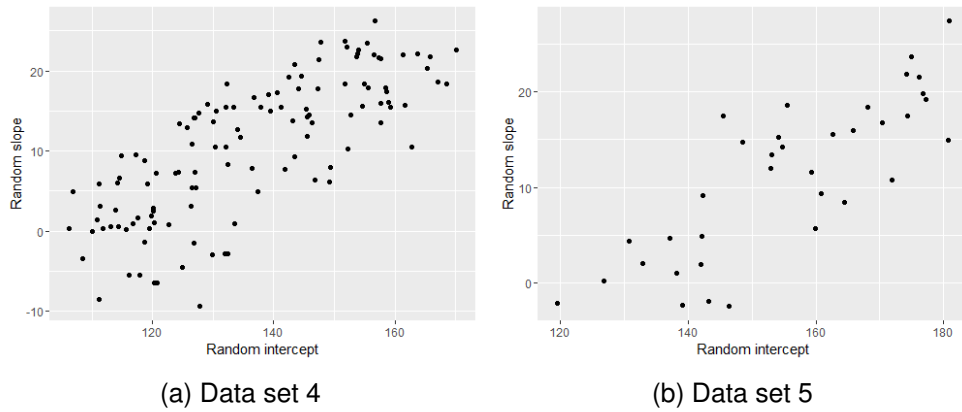 20
10
0
-10
Random slope
120
140
160
Random intercept
(a) Data set 4
20
10
0
Random slope
120
140
160
180
Random intercept
(b) Data set 5